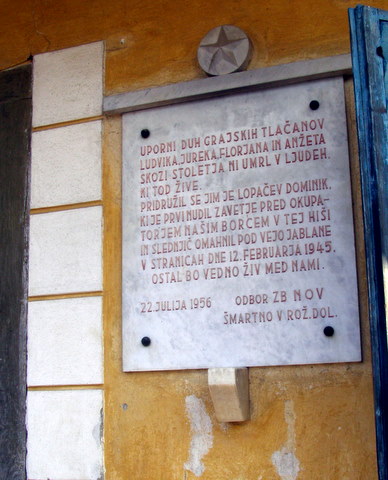 UPORNI DUH GRAJSKIH TLAČANOV
LUDVIKA, JUREKA, FLORJANA IN ANŽETA
SKOZI STOLETJA NI UMRL V LJUDEH,
KI TOD ŽIVE.
PRIDRUŽIL SE JIM JE LOPAČEV DOMINIK,
KI JE PRVI NUDIL ZAVETJE PRED OKUPA-
TORJEM NAŠIM BORCEM V TEJ HIŠI
IN SLEDNJIČ OMAHNIL POD VEJO JABLANE
V STRANICAH DNE 12. FEBRUARJA 1945.
OSTAL BO VEDNO ŽIV MED NAMI.
22. JULIJA 1956 ODBOR ZB NOV
ŠMARTNO V ROŽ. DOL.